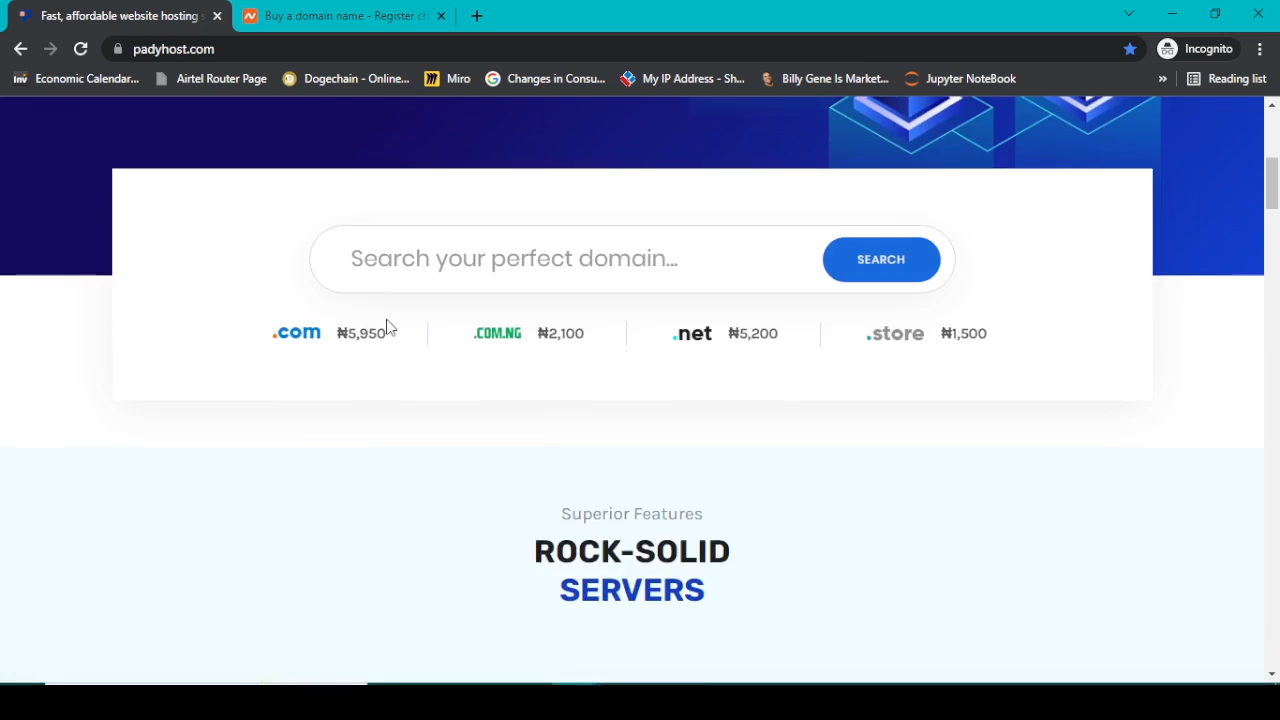 Fast, affordable website hosting s
Buy a domain name - Register ch
padyhost.com
Incognito
Economic Calendar...
Airtel Router Page
Dogechain - Online...
Miro
Changes in Consu...
My IP Address - Sh...
Billy Gene Is Market...
Jupyter NoteBook
»
Reading list
Search your perfect domain...
SEARCH
.com ₦5,950
.COM.NG ₦2,100
.net ₦5,200
.store ₦1,500
Superior Features
ROCK-SOLID
SERVERS